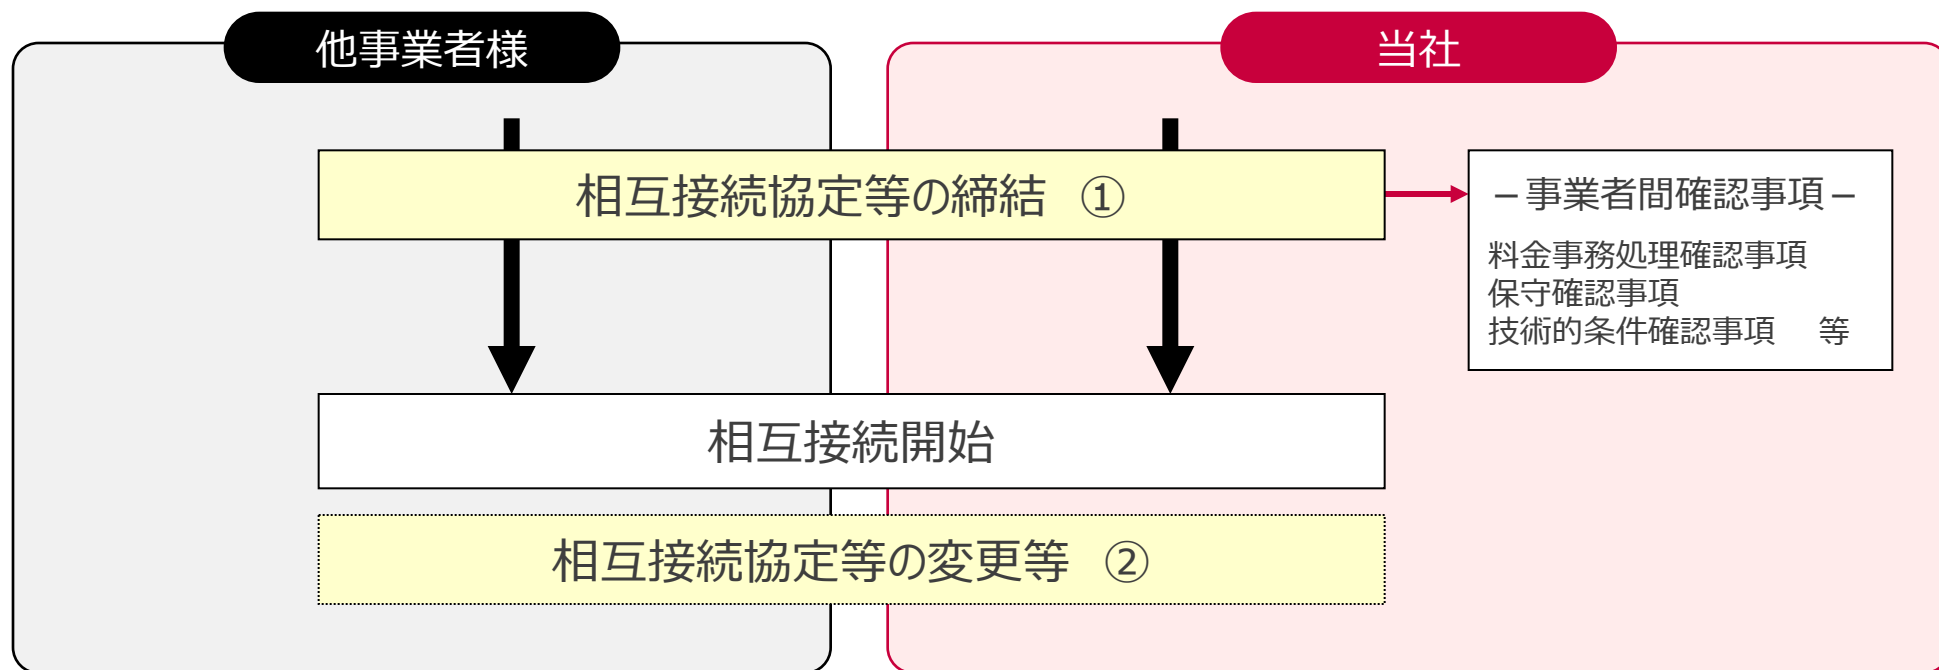 他事業者様
当社
相互接続協定等の締結 ①
－事業者間確認事項－
料金事務処理確認事項
保守確認事項
技術的条件確認事項 等
相互接続開始
相互接続協定等の変更等 ②